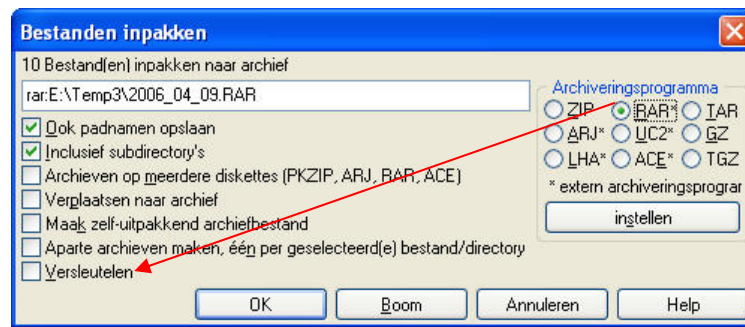 Bestanden inpakken
10 Bestand(en) inpakken naar archief
rar:E:\Temp3\2006_04_09.RAR
Ook padnamen opslaan
Inclusief subdirectory's
Archieven op meerdere diskettes (PKZIP, ARJ, RAR, ACE)
Verplaatsen naar archief
Maak zelf-uitpakkend archiefbestand
Aparte archieven maken, één per geselecteerd(e) bestand/directory
Versleutelen
Archiveringsprogramma
ZIP RAR* TAR
ARJ* UC2* GZ
LHA* ACE* TGZ
* extern archiveringsprogram
instellen
OK Boom Annuleren Help